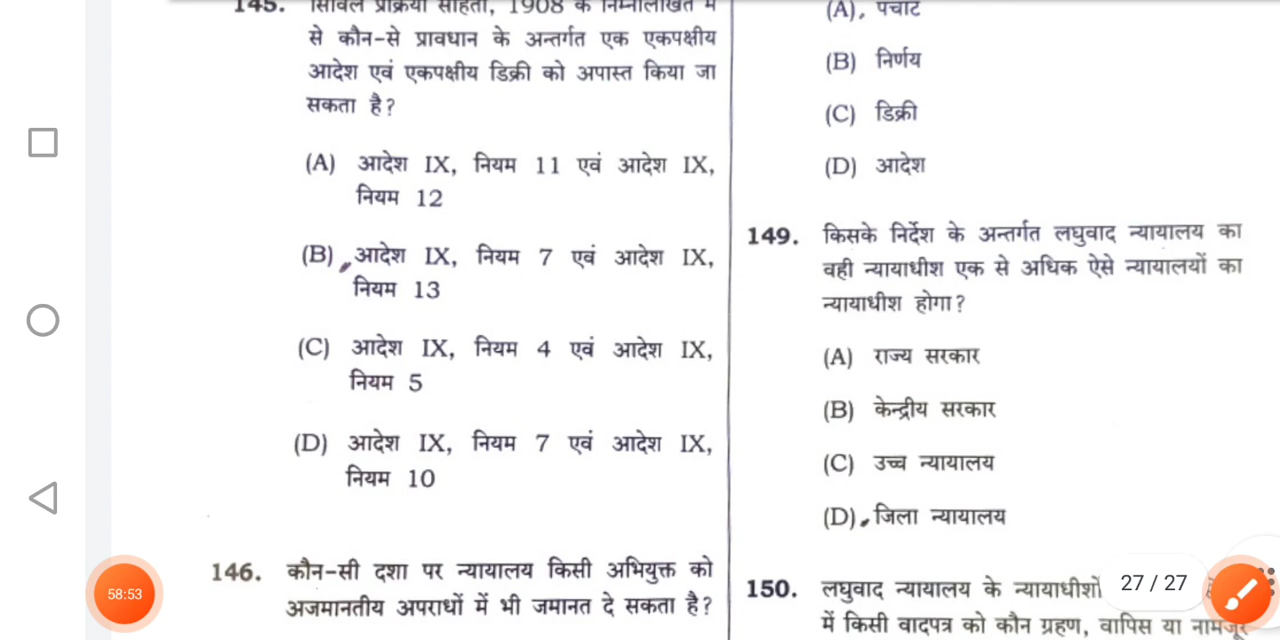 145. सिविल प्रक्रिया संहिता, 1908 के निम्नलिखित में
से कौन-से प्रावधान के अन्तर्गत एक एकपक्षीय
आदेश एवं एकपक्षीय डिक्री को अपास्त किया जा
सकता है?
(A) आदेश IX, नियम 11 एवं आदेश IX,
नियम 12
(B) आदेश IX, नियम 7 एवं आदेश IX,
नियम 13
(C) आदेश IX, नियम 4 एवं आदेश IX,
नियम 5
(D) आदेश IX, नियम 7 एवं आदेश IX,
नियम 10
146. कौन-सी दशा पर न्यायालय किसी अभियुक्त को
अजमानतीय अपराधों में भी जमानत दे सकता है?
(A) पंचाट
(B) निर्णय
(C) डिक्री
(D) आदेश
149. किसके निर्देश के अन्तर्गत लघुवाद न्यायालय का
वही न्यायाधीश एक से अधिक ऐसे न्यायालयों का
न्यायाधीश होगा?
(A) राज्य सरकार
(B) केन्द्रीय सरकार
(C) उच्च न्यायालय
(D) जिला न्यायालय
150. लघुवाद न्यायालय के न्यायाधीशों
में किसी वादपत्र को कौन ग्रहण, वापिस या नामंजूर
58:53
27 / 27